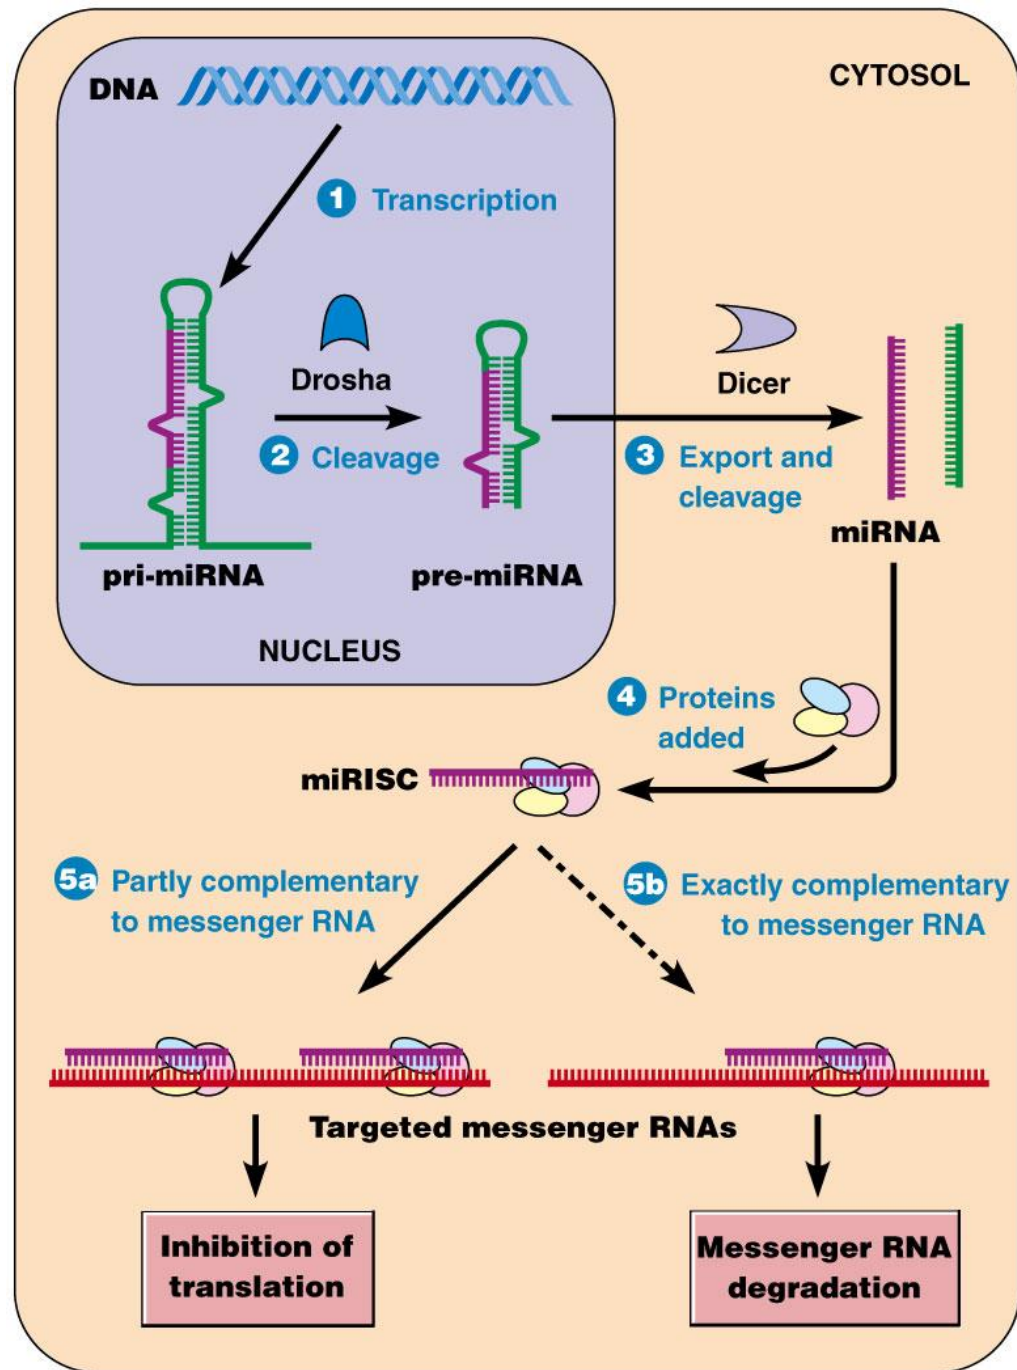 DNA
CYTOSOL
1 Transcription
Drosha
Dicer
2 Cleavage
3 Export and
cleavage
miRNA
pri-miRNA
pre-miRNA
NUCLEUS
4 Proteins
added
miRISC
5a Partly complementary
to messenger RNA
5b Exactly complementary
to messenger RNA
Targeted messenger RNAs
Inhibition of
translation
Messenger RNA
degradation